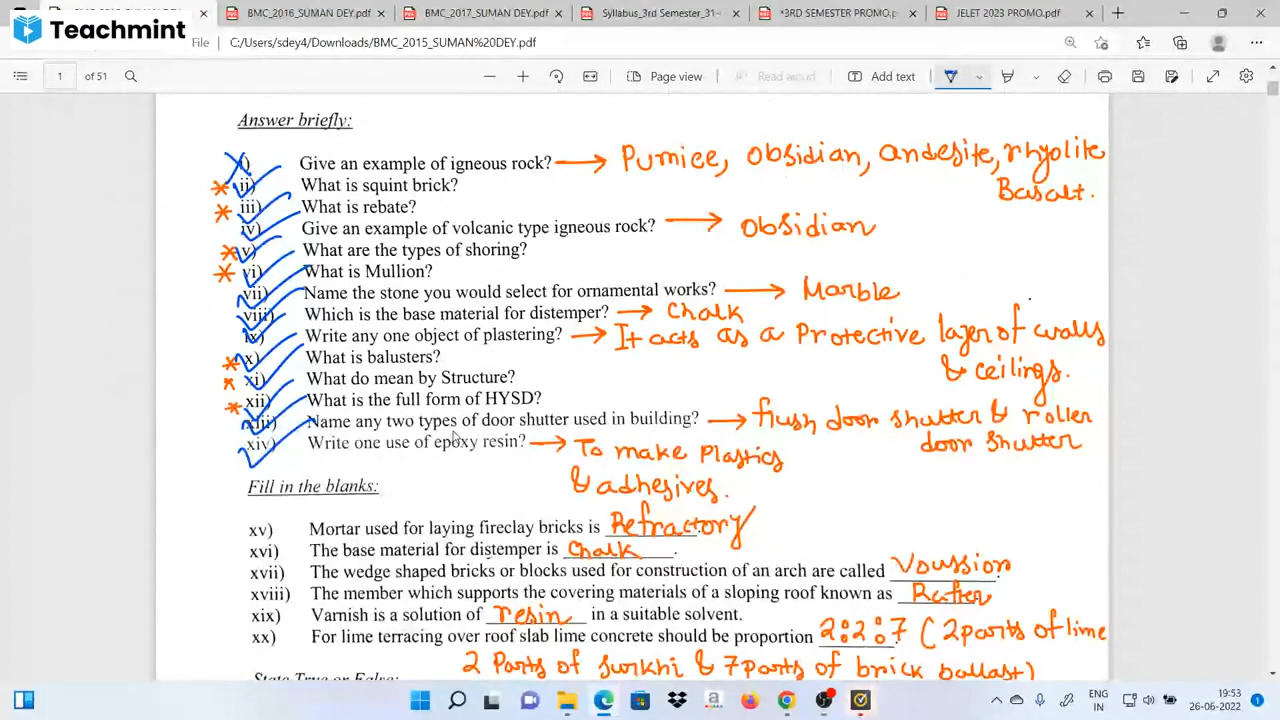 BMC_2016_SUMAN DEY.pdf
BMC_2015_SUMAN DEY.pdf
Syllabus_3rd Semester_31-
*3RD SEMESTER PROMO.p
JELET 2023 PROMO.pdf
Teachmint
File C:/Users/sdey4/Downloads/BMC_2015_SUMAN%20DEY.pdf
1 of 51 Page view Read aloud Add text
Answer briefly:
i) Give an example of igneous rock? → Pumice, Obsidian, andesite, rhyolite
Basalt.
ii) What is squint brick?
iii) What is rebate?
iv) Give an example of volcanic type igneous rock? → Obsidian
v) What are the types of shoring?
vi) What is Mullion?
vii) Name the stone you would select for ornamental works? → Marble
viii) Which is the base material for distemper? → Chalk
ix) Write any one object of plastering? → It acts as a Protective layer of walls
& ceilings.
x) What is balusters?
xi) What do mean by Structure?
xii) What is the full form of HYSD?
xiii) Name any two types of door shutter used in building? → flush door shutter & roller
door shutter
xiv) Write one use of epoxy resin? → To make Plastics
& adhesives.
Fill in the blanks:
xv) Mortar used for laying fireclay bricks is Refractory.
xvi) The base material for distemper is Chalk.
xvii) The wedge shaped bricks or blocks used for construction of an arch are called Voussion.
xviii) The member which supports the covering materials of a sloping roof known as Rafter
xix) Varnish is a solution of resin in a suitable solvent.
xx) For lime terracing over roof slab lime concrete should be proportion 2:2:7. (2 parts of lime
2 Parts of surkhi & 7 parts of brick ballast)
State True or False:
ENG
IN
19:53
26-06-2022